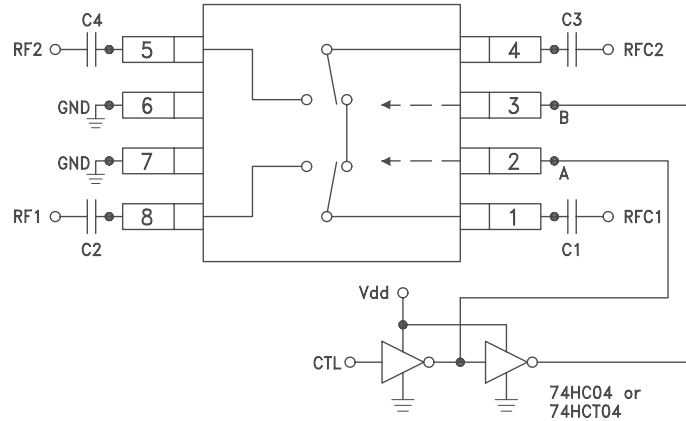 C4
C3
RF2
5
4
RFC2
GND
6
3
B
GND
7
2
A
RF1
8
1
RFC1
C2
C1
Vdd
CTL
74HC04 or
74HCT04